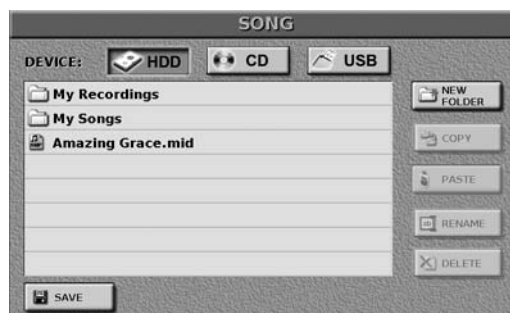 SONG
DEVICE: HDD CD USB
My Recordings
My Songs
Amazing Grace.mid
NEW
FOLDER
COPY
PASTE
RENAME
DELETE
SAVE